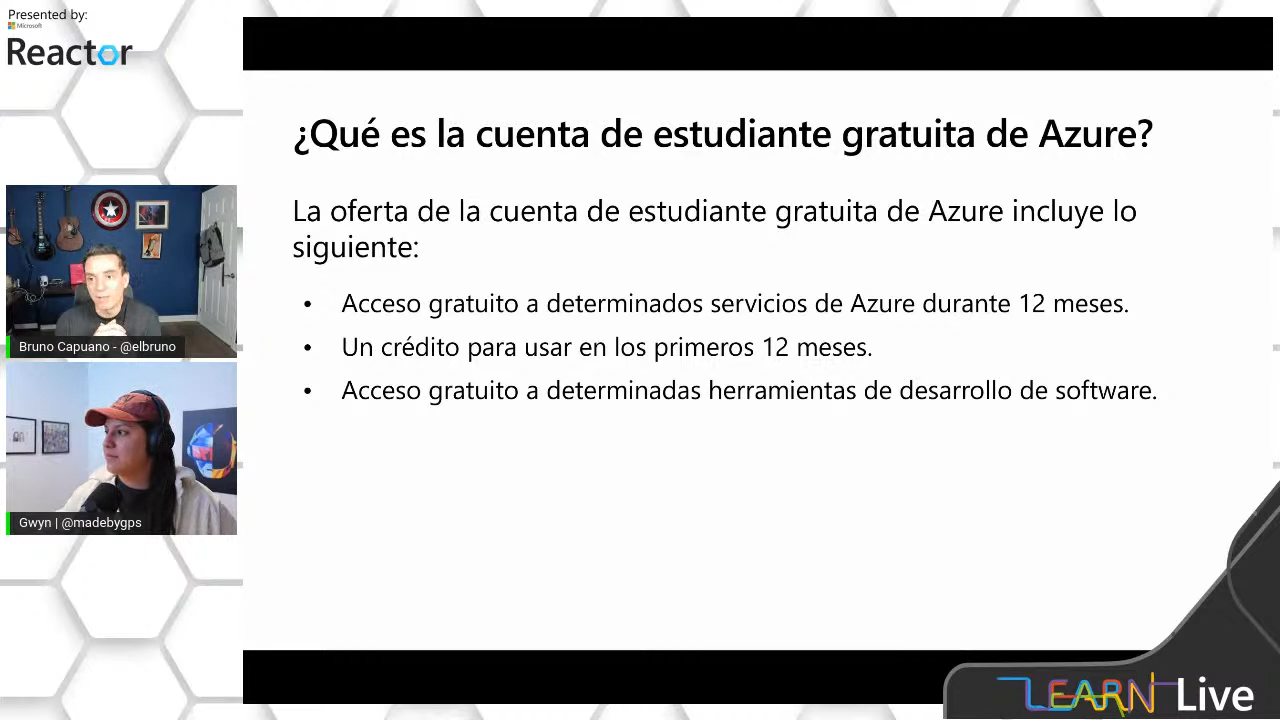 Presented by:
Microsoft
Reactor
¿Qué es la cuenta de estudiante gratuita de Azure?
La oferta de la cuenta de estudiante gratuita de Azure incluye lo
siguiente:
• Acceso gratuito a determinados servicios de Azure durante 12 meses.
• Un crédito para usar en los primeros 12 meses.
• Acceso gratuito a determinadas herramientas de desarrollo de software.
Bruno Capuano - @elbruno
Gwyn | @madebygps
LEARN Live